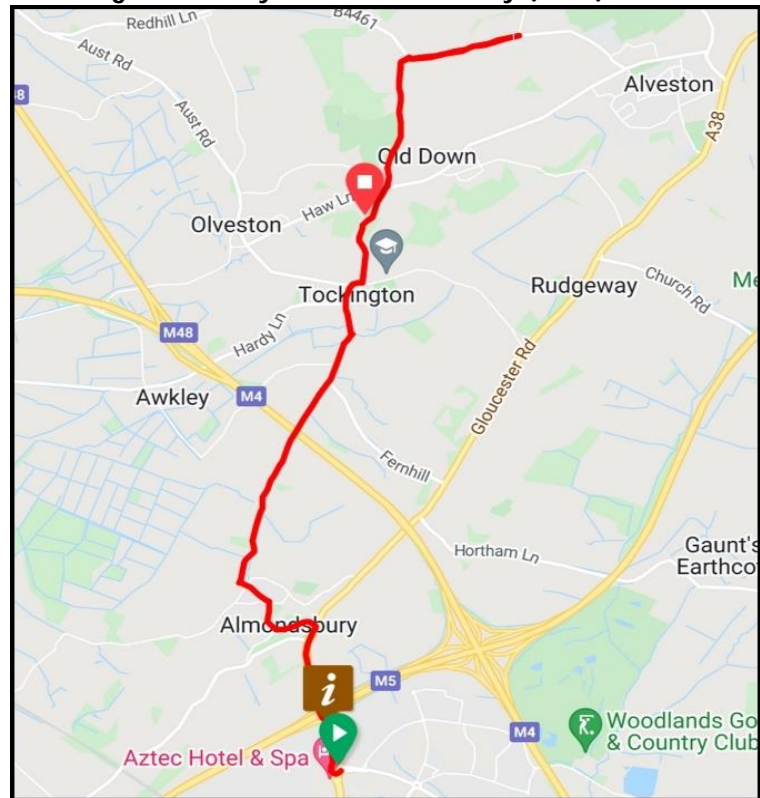 Redhill Ln
B4461
Aust Rd
Alveston
Aust Rd
A38
Old Down
Haw Ln
Olveston
Tockington
Rudgeway
Church Rd
M48
Hardy Ln
Gloucester Rd
M4
Awkley
Fernhill
Hortham Ln
Gaunt's
Earthco
Almondsbury
i
M5
M4
Woodlands Go
& Country Club
Aztec Hotel & Spa